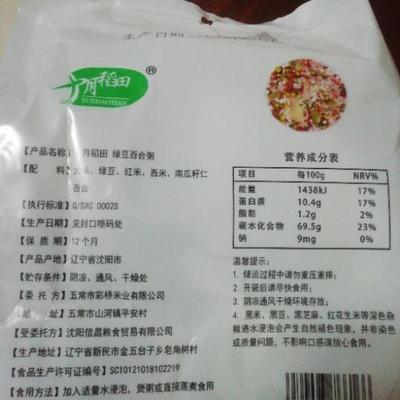 生产日期
十月稻田
®
SHIYUEDAOTIAN
【产品名称】十月稻田 绿豆百合粥
【配 料】大米、绿豆、红米、西米、南瓜籽仁
百合
【执行标准】Q/SXC 0002S
【生产日期】见封口喷码处
【保 质 期】12个月
【产品产地】辽宁省沈阳市
【贮存条件】阴凉、通风、干燥处
【委 托 方】五常市彩桥米业有限公司
【地 址】五常市山河镇平安村
【受委托方】沈阳信昌粮食贸易有限公司
【生产地址】辽宁省新民市金五台子乡皂角树村
【食品生产许可证编号】SC10121018102219
【食用方法】加入适量水浸泡、煲粥或直接蒸煮食用
营养成分表
项目 每100g NRV%
能量 1438kJ 17%
蛋白质 10.4g 17%
脂肪 1.2g 2%
碳水化合物 69.5g 23%
钠 9mg 0%
温馨提示:
1、储运过程中请勿重压重摔;
2、开袋后请尽快食用;
3、阴凉通风干燥环境存放;
4、黑米、黑豆、黑芝麻、红花生米等深色杂
粮遇水浸泡会产生自然褪色现象,并非染色
或质量问题,不影响口感请放心食用。